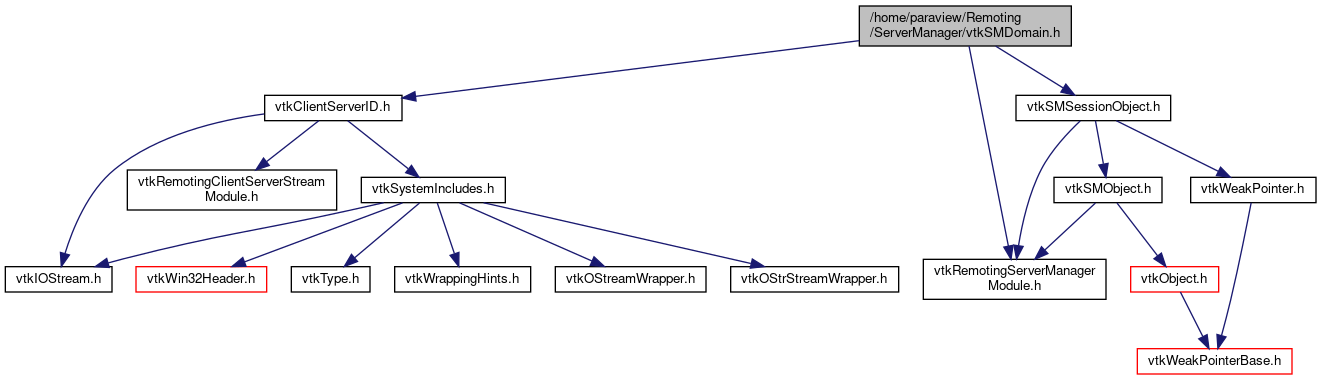 /home/paraview/Remoting
/ServerManager/vtkSMDomain.h
vtkClientServerID.h
vtkSMSessionObject.h
vtkRemotingClientServerStream
Module.h
vtkSystemIncludes.h
vtkSMObject.h
vtkWeakPointer.h
vtkIOStream.h
vtkWin32Header.h
vtkType.h
vtkWrappingHints.h
vtkOStreamWrapper.h
vtkOStrStreamWrapper.h
vtkRemotingServerManager
Module.h
vtkObject.h
vtkWeakPointerBase.h